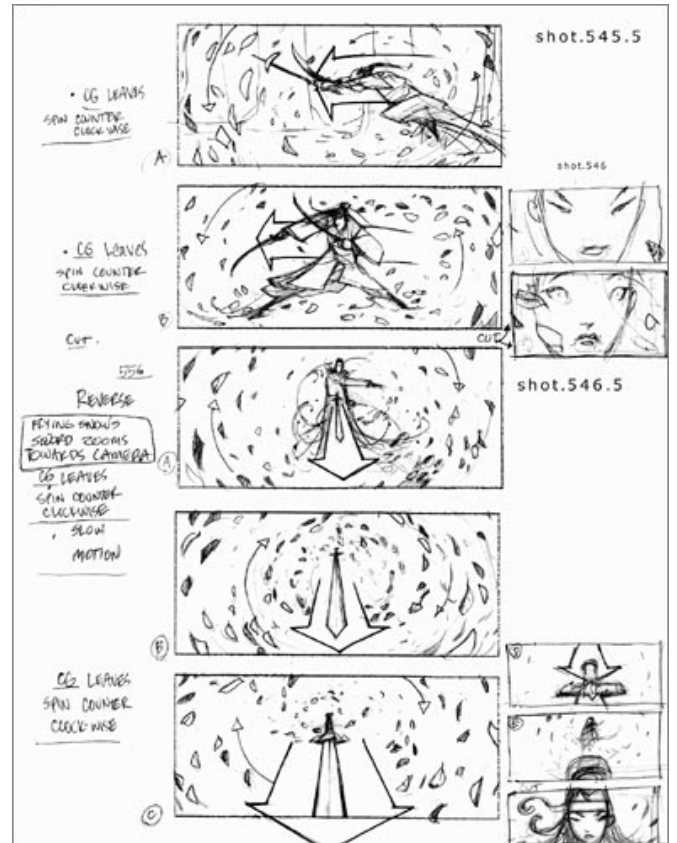 shot.545.5
• CG LEAVES
SPIN COUNTER
CLOCKWISE
A
shot.546
• CG Leaves
SPIN COUNTER
CLOCKWISE
B
CUT
CUT.
556
shot.546.5
REVERSE
FLYING SNOW'S
SWORD ZOOMS
TOWARDS CAMERA
A
CG LEAVES
SPIN COUNTER
CLOCKWISE
SLOW
MOTION
B
CG LEAVES
SPIN COUNTER
CLOCKWISE
C